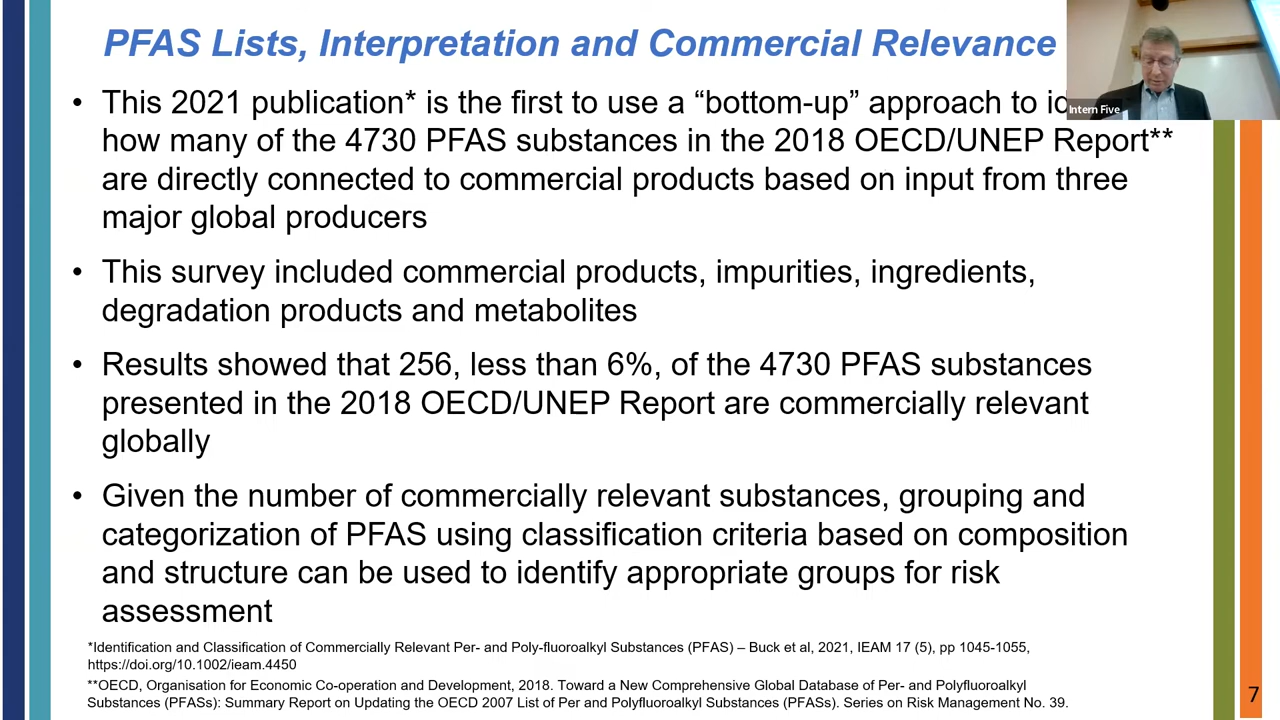 PFAS Lists, Interpretation and Commercial Relevance
• This 2021 publication* is the first to use a “bottom-up” approach to
how many of the 4730 PFAS substances in the 2018 OECD/UNEP Report**
are directly connected to commercial products based on input from three
major global producers
• This survey included commercial products, impurities, ingredients,
degradation products and metabolites
• Results showed that 256, less than 6%, of the 4730 PFAS substances
presented in the 2018 OECD/UNEP Report are commercially relevant
globally
• Given the number of commercially relevant substances, grouping and
categorization of PFAS using classification criteria based on composition
and structure can be used to identify appropriate groups for risk
assessment
*Identification and Classification of Commercially Relevant Per- and Poly-fluoroalkyl Substances (PFAS) – Buck et al, 2021, IEAM 17 (5), pp 1045-1055,
https://doi.org/10.1002/ieam.4450
**OECD, Organisation for Economic Co-operation and Development, 2018. Toward a New Comprehensive Global Database of Per- and Polyfluoroalkyl
Substances (PFASs): Summary Report on Updating the OECD 2007 List of Per and Polyfluoroalkyl Substances (PFASs). Series on Risk Management No. 39.
7
Intern Five